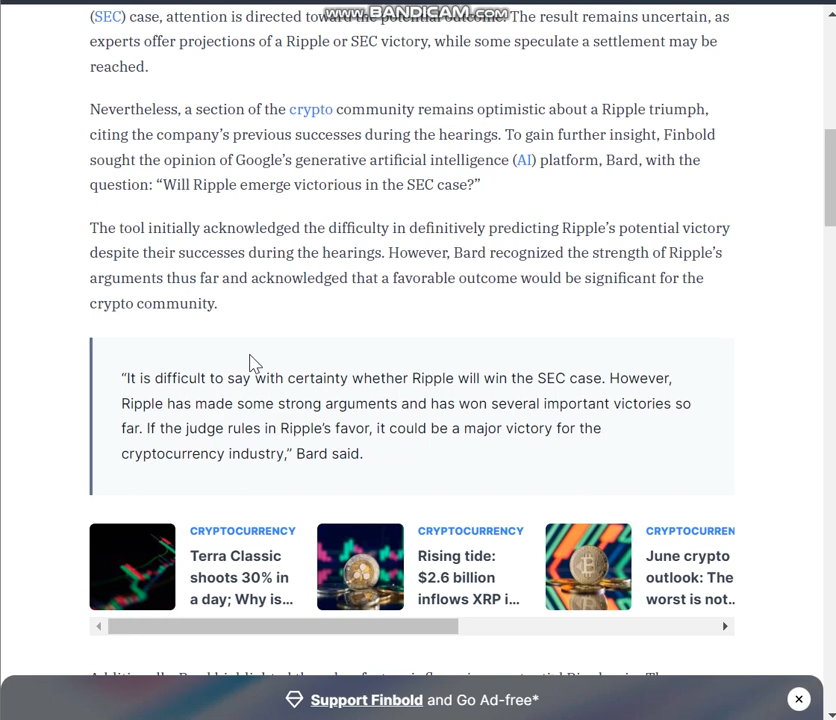 www.BANDICAM.com
(SEC) case, attention is directed toward the potential outcome. The result remains uncertain, as
experts offer projections of a Ripple or SEC victory, while some speculate a settlement may be
reached.
Nevertheless, a section of the crypto community remains optimistic about a Ripple triumph,
citing the company’s previous successes during the hearings. To gain further insight, Finbold
sought the opinion of Google’s generative artificial intelligence (AI) platform, Bard, with the
question: “Will Ripple emerge victorious in the SEC case?”
The tool initially acknowledged the difficulty in definitively predicting Ripple’s potential victory
despite their successes during the hearings. However, Bard recognized the strength of Ripple’s
arguments thus far and acknowledged that a favorable outcome would be significant for the
crypto community.
“It is difficult to say with certainty whether Ripple will win the SEC case. However,
Ripple has made some strong arguments and has won several important victories so
far. If the judge rules in Ripple’s favor, it could be a major victory for the
cryptocurrency industry,” Bard said.
CRYPTOCURRENCY
Terra Classic
shoots 30% in
a day; Why is...
CRYPTOCURRENCY
Rising tide:
$2.6 billion
inflows XRP i...
CRYPTOCURREN
June crypto
outlook: The
worst is not..
Support Finbold and Go Ad-free*